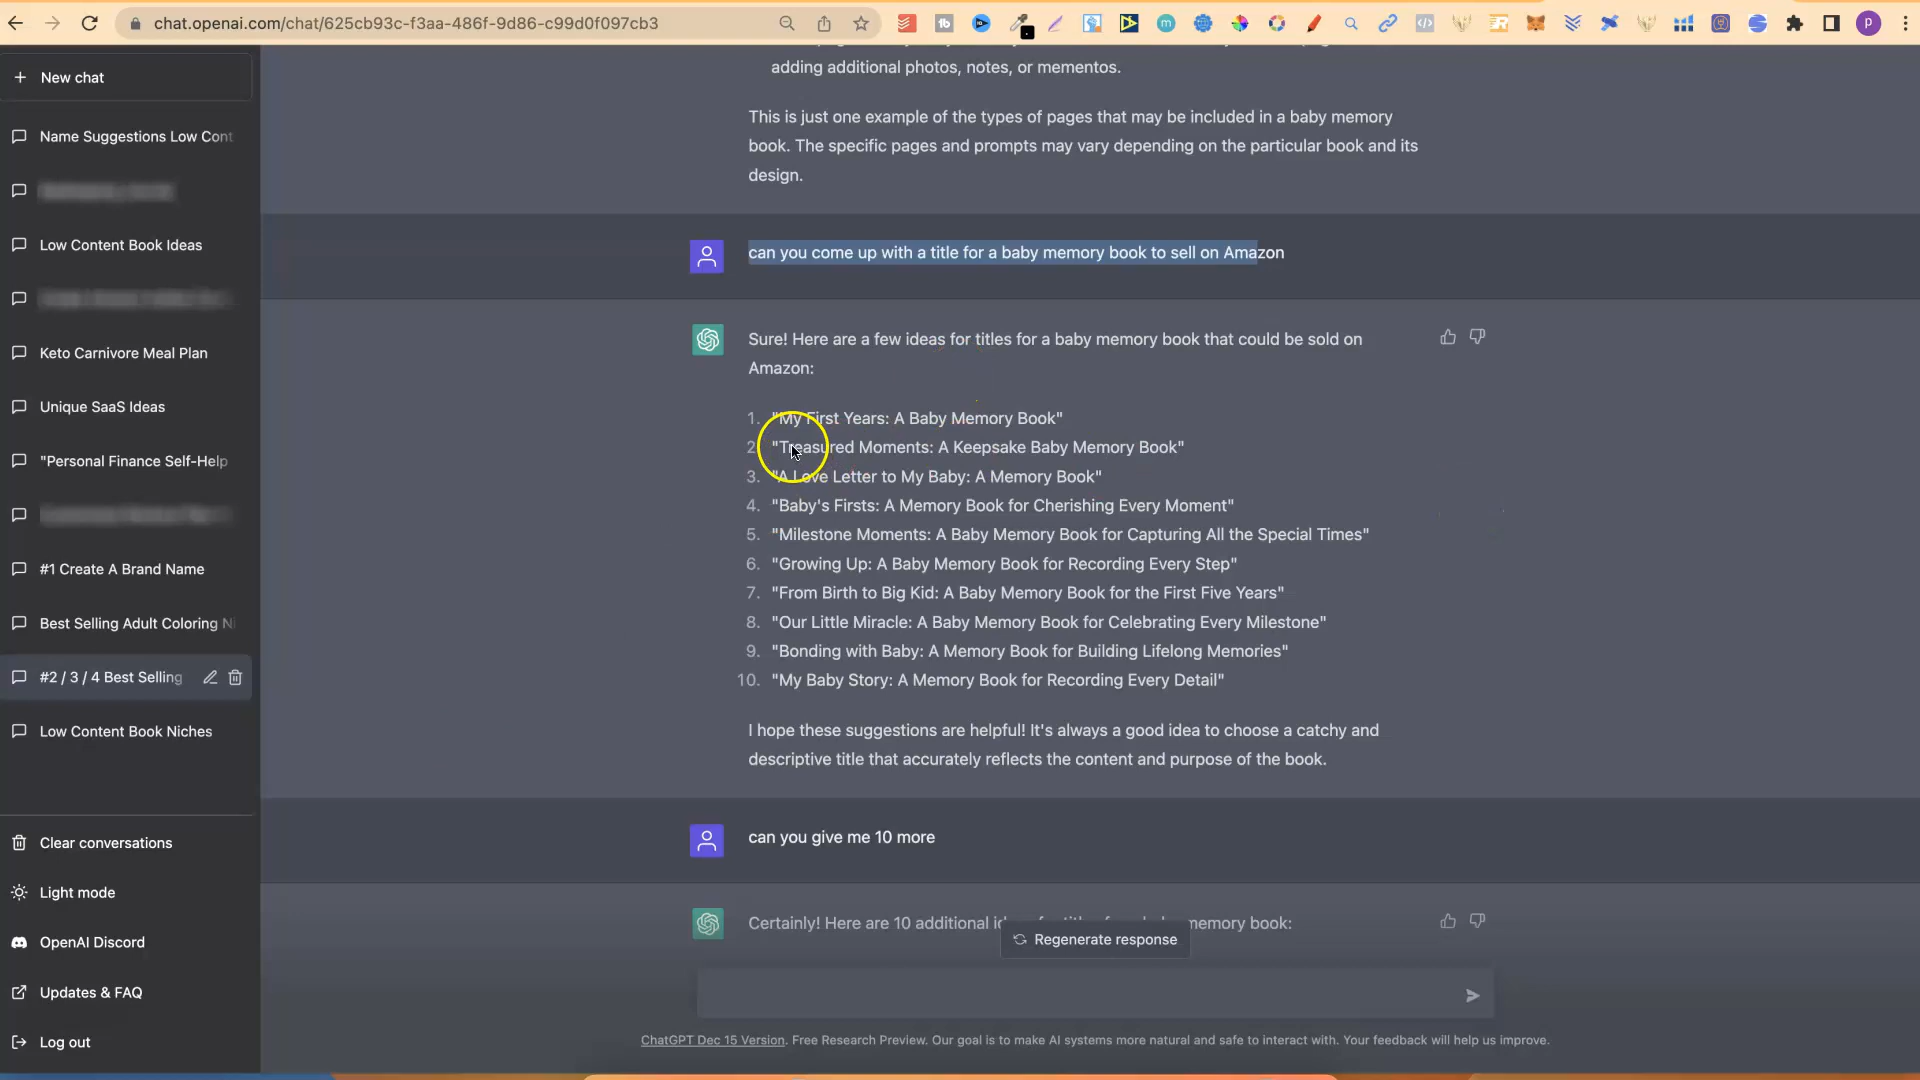 chat.openai.com/chat/625cb93c-f3aa-486f-9d86-c99d0f097cb3
New chat
Name Suggestions Low Cont
Low Content Book Ideas
Keto Carnivore Meal Plan
Unique SaaS Ideas
"Personal Finance Self-Help
#1 Create A Brand Name
Best Selling Adult Coloring Ni
#2 / 3 / 4 Best Selling
Low Content Book Niches
Clear conversations
Light mode
OpenAI Discord
Updates & FAQ
Log out
adding additional photos, notes, or mementos.
This is just one example of the types of pages that may be included in a baby memory
book. The specific pages and prompts may vary depending on the particular book and its
design.
can you come up with a title for a baby memory book to sell on Amazon
Sure! Here are a few ideas for titles for a baby memory book that could be sold on
Amazon:
1. "My First Years: A Baby Memory Book"
2. "Treasured Moments: A Keepsake Baby Memory Book"
3. "A Love Letter to My Baby: A Memory Book"
4. "Baby's Firsts: A Memory Book for Cherishing Every Moment"
5. "Milestone Moments: A Baby Memory Book for Capturing All the Special Times"
6. "Growing Up: A Baby Memory Book for Recording Every Step"
7. "From Birth to Big Kid: A Baby Memory Book for the First Five Years"
8. "Our Little Miracle: A Baby Memory Book for Celebrating Every Milestone"
9. "Bonding with Baby: A Memory Book for Building Lifelong Memories"
10. "My Baby Story: A Memory Book for Recording Every Detail"
I hope these suggestions are helpful! It's always a good idea to choose a catchy and
descriptive title that accurately reflects the content and purpose of the book.
can you give me 10 more
Certainly! Here are 10 additional memory book:
Regenerate response
ChatGPT Dec 15 Version. Free Research Preview. Our goal is to make AI systems more natural and safe to interact with. Your feedback will help us improve.